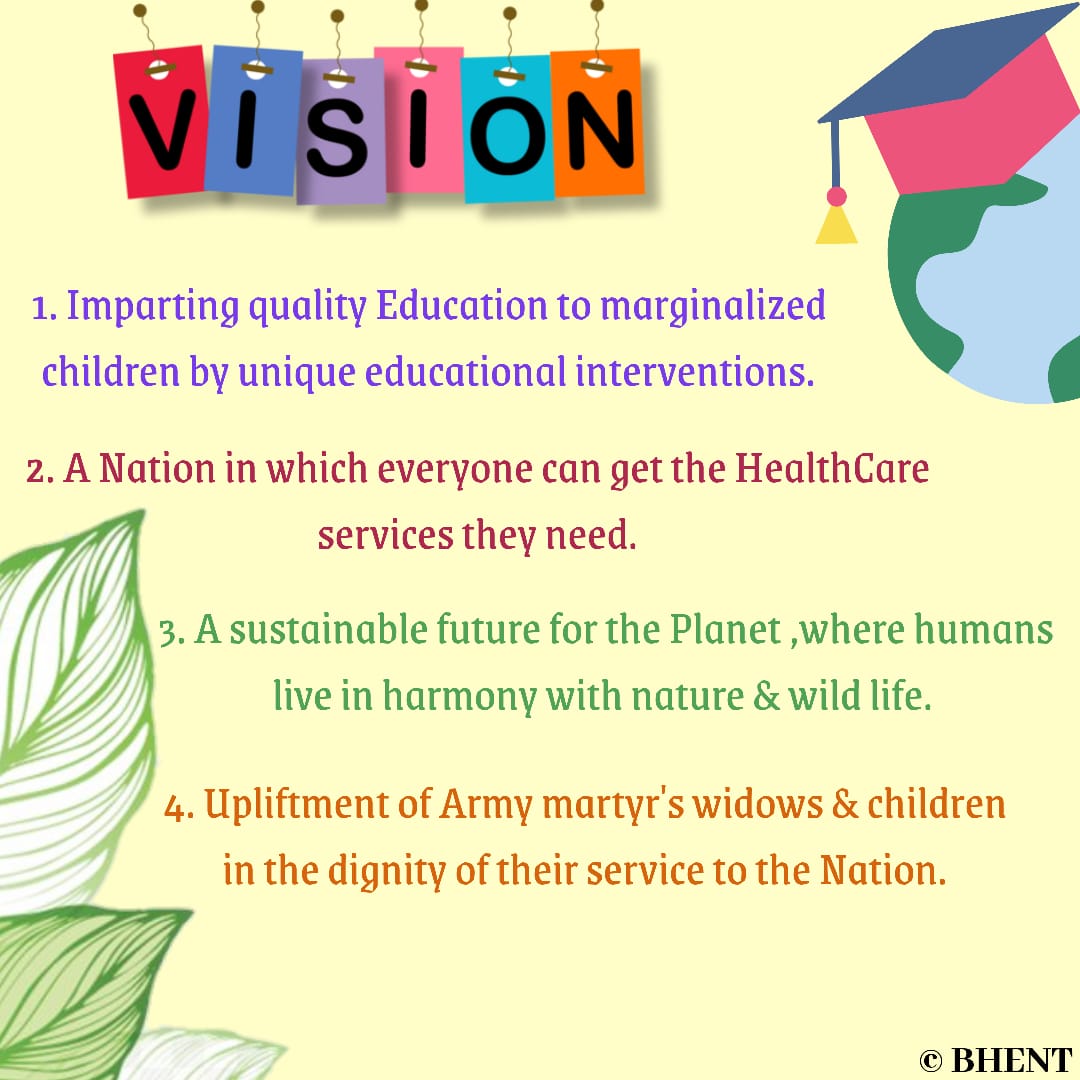 VISION
1. Imparting quality Education to marginalized
children by unique educational interventions.
2. A Nation in which everyone can get the HealthCare
services they need.
3. A sustainable future for the Planet ,where humans
live in harmony with nature & wild life.
4. Upliftment of Army martyr's widows & children
in the dignity of their service to the Nation.
© BHENT